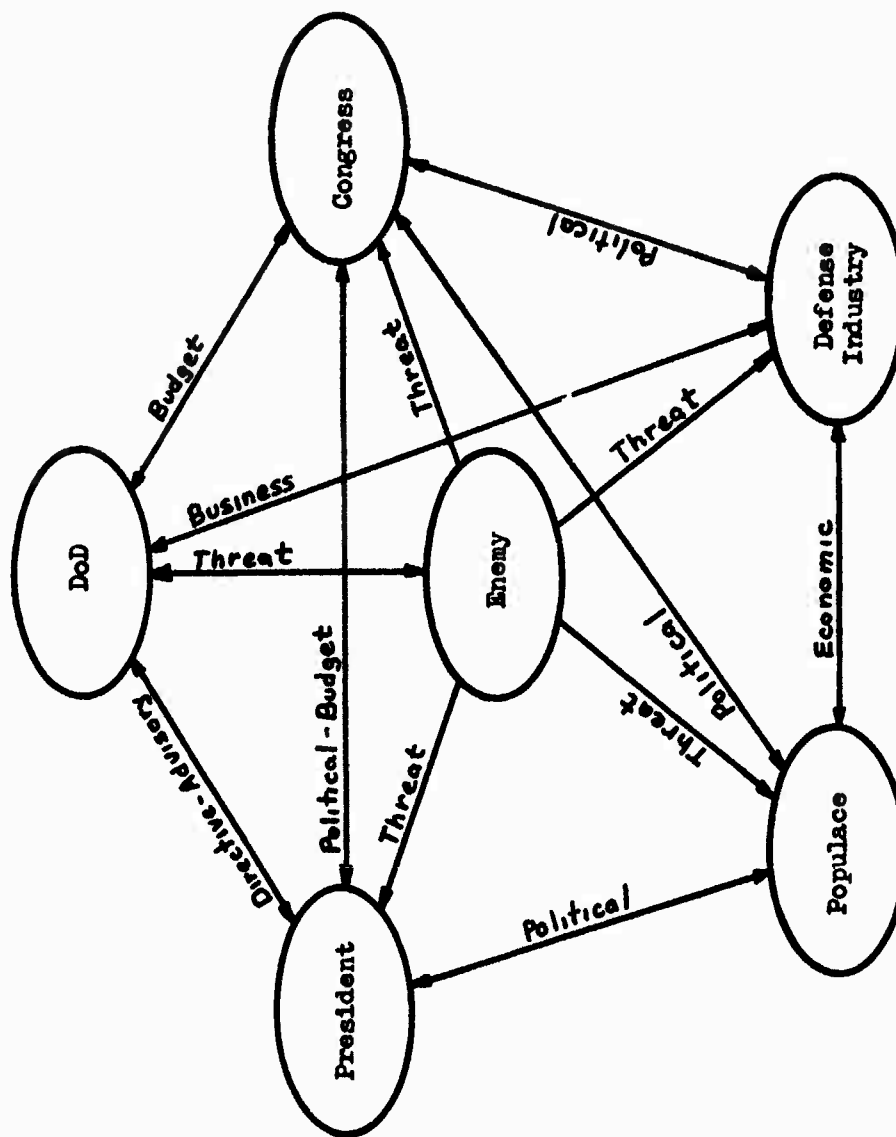 DoD
Directive-Advisory
Budget
Threat
Business
President
Political-Budget
Congress
Threat
Threat
Enemy
Political
Threat
Political
Threat
Political
Populace
Economic
Defense
Industry